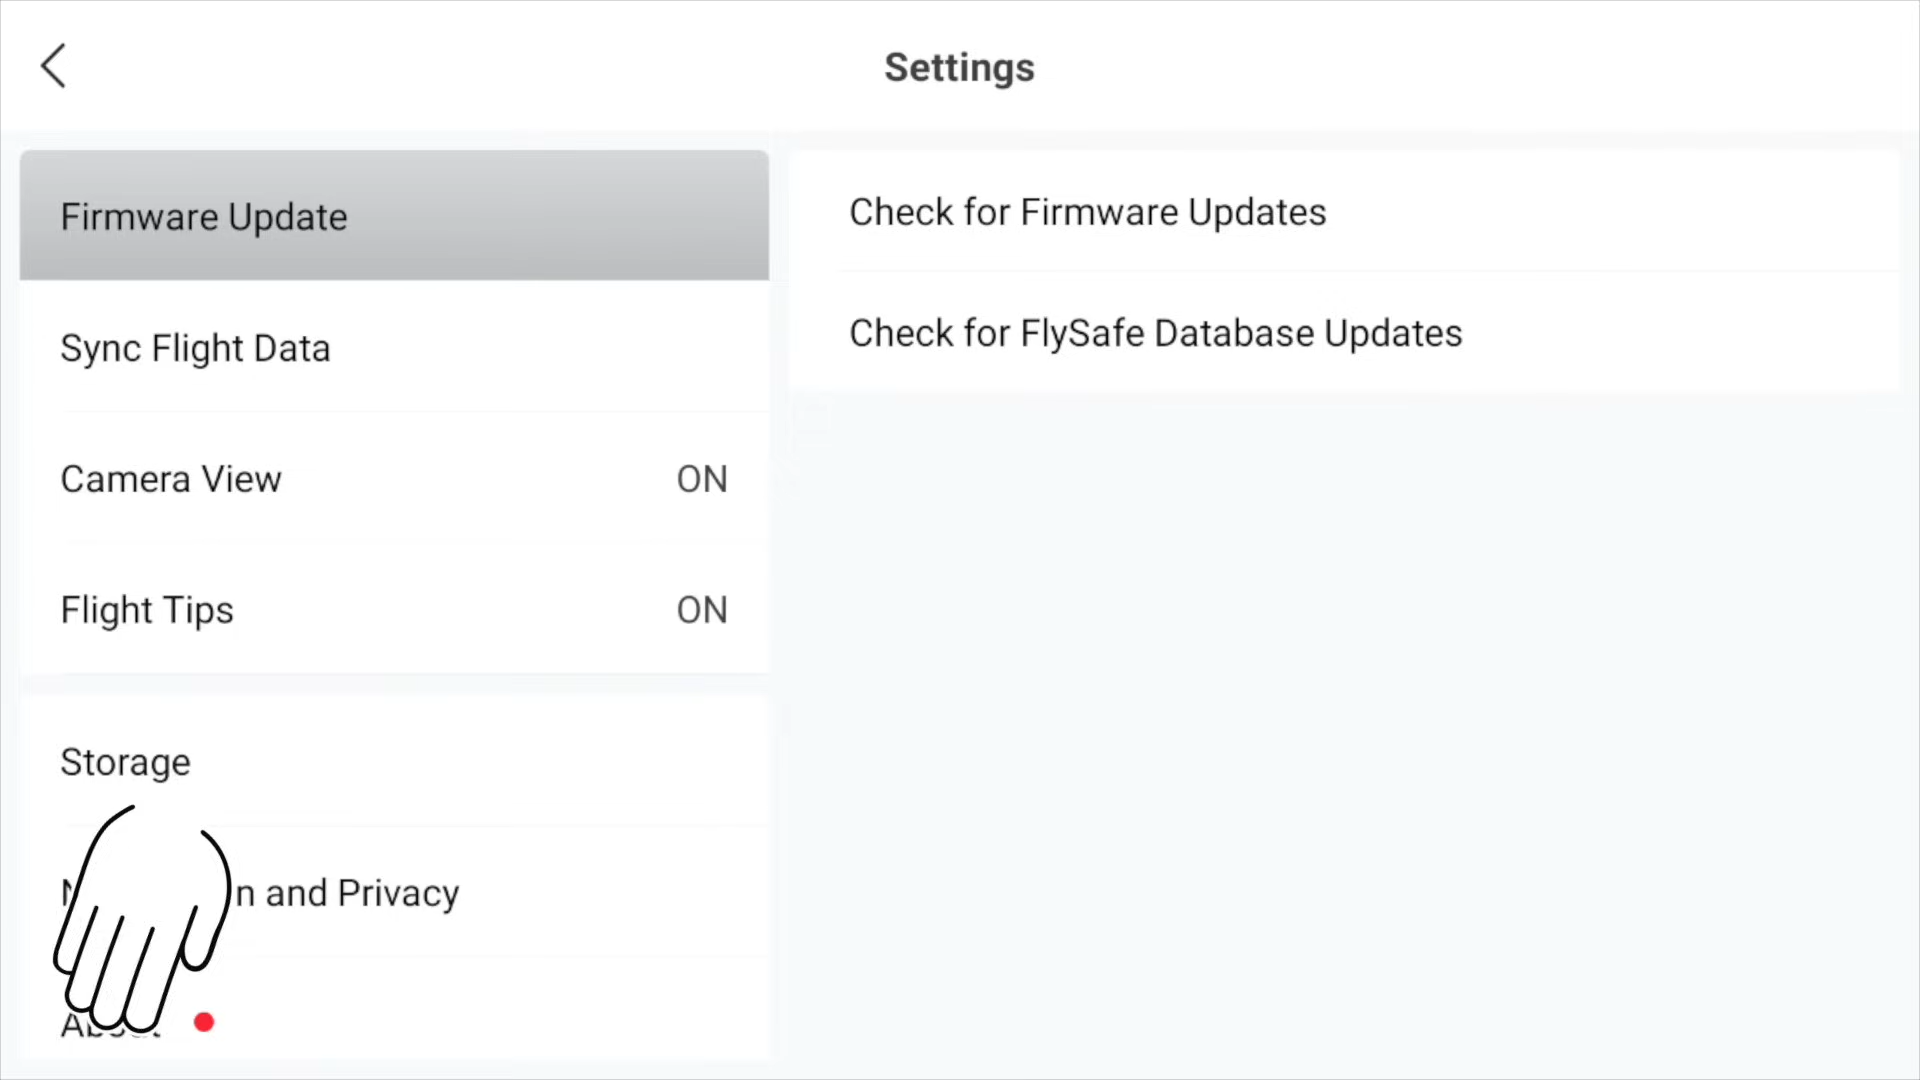 Settings
Firmware Update
Sync Flight Data
Camera View ON
Flight Tips ON
Storage
and Privacy
About
Check for Firmware Updates
Check for FlySafe Database Updates